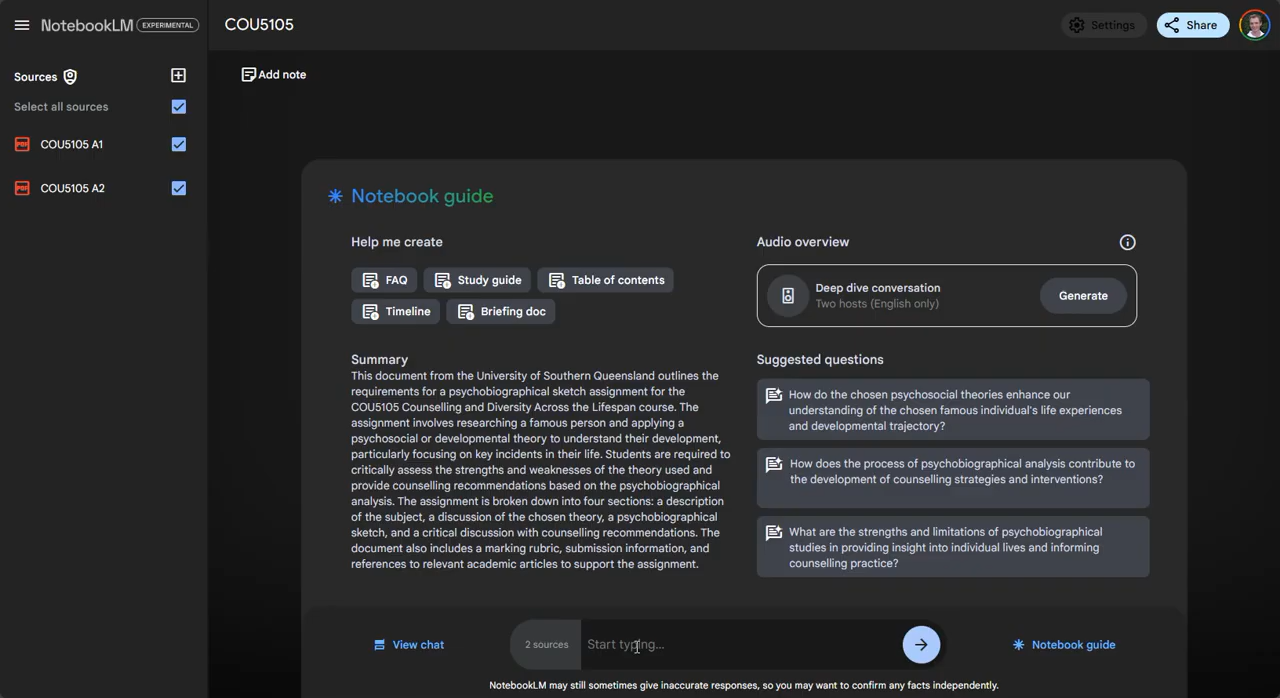 NotebookLM EXPERIMENTAL
COU5105
Settings
Share
Sources
Add note
Select all sources
PDF COU5105 A1
PDF COU5105 A2
Notebook guide
Help me create
FAQ
Study guide
Table of contents
Timeline
Briefing doc
Audio overview
Deep dive conversation
Two hosts (English only)
Generate
Summary
This document from the University of Southern Queensland outlines the
requirements for a psychobiographical sketch assignment for the
COU5105 Counselling and Diversity Across the Lifespan course. The
assignment involves researching a famous person and applying a
psychosocial or developmental theory to understand their development,
particularly focusing on key incidents in their life. Students are required to
critically assess the strengths and weaknesses of the theory used and
provide counselling recommendations based on the psychobiographical
analysis. The assignment is broken down into four sections: a description
of the subject, a discussion of the chosen theory, a psychobiographical
sketch, and a critical discussion with counselling recommendations. The
document also includes a marking rubric, submission information, and
references to relevant academic articles to support the assignment.
Suggested questions
How do the chosen psychosocial theories enhance our
understanding of the chosen famous individual's life experiences
and developmental trajectory?
How does the process of psychobiographical analysis contribute to
the development of counselling strategies and interventions?
What are the strengths and limitations of psychobiographical
studies in providing insight into individual lives and informing
counselling practice?
View chat
2 sources
Start typing...
Notebook guide
NotebookLM may still sometimes give inaccurate responses, so you may want to confirm any facts independently.